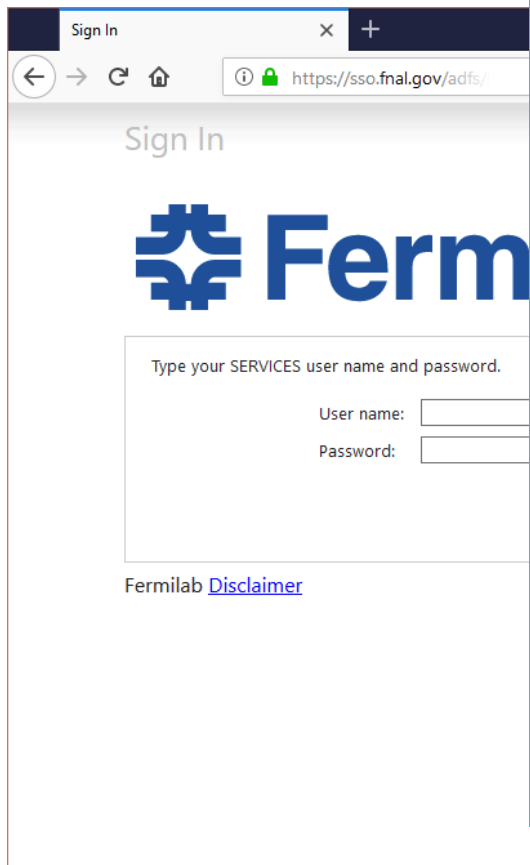 Sign In
https://sso.fnal.gov/adfs/
Sign In
Ferm
Type your SERVICES user name and password.
User name:
Password:
Fermilab Disclaimer